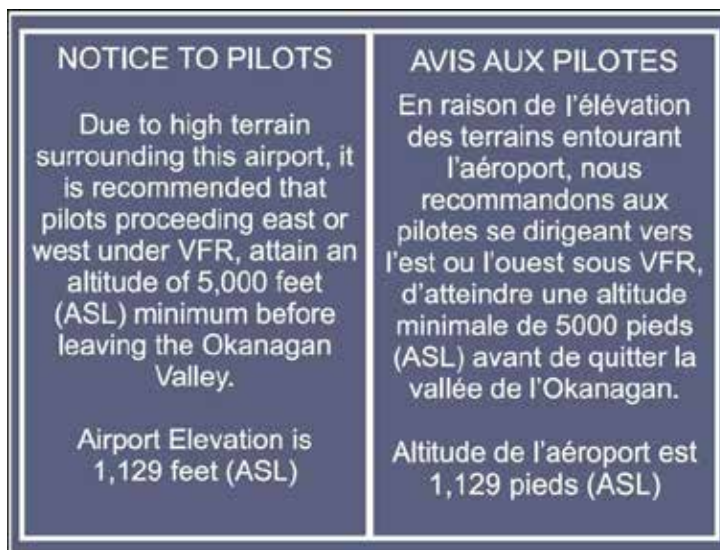 NOTICE TO PILOTS
Due to high terrain
surrounding this airport, it
is recommended that
pilots proceeding east or
west under VFR, attain an
altitude of 5,000 feet
(ASL) minimum before
leaving the Okanagan
Valley.
Airport Elevation is
1,129 feet (ASL)
AVIS AUX PILOTES
En raison de l'élévation
des terrains entourant
l'aéroport, nous
recommandons aux
pilotes se dirigeant vers
l'est ou l'ouest sous VFR,
d'atteindre une altitude
minimale de 5000 pieds
(ASL) avant de quitter la
vallée de l'Okanagan.
Altitude de l'aéroport est
1,129 pieds (ASL)